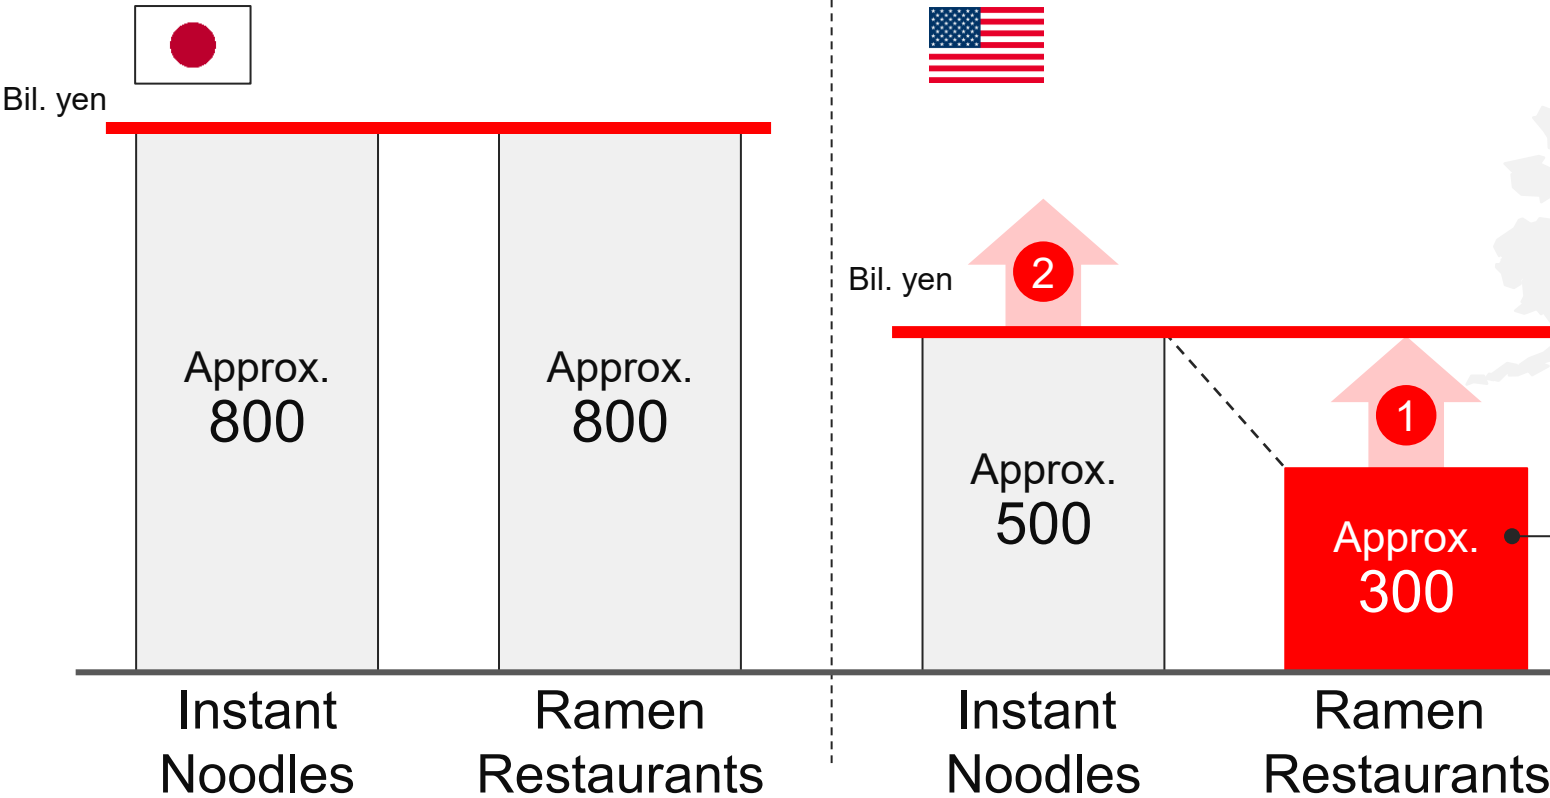 Bil. yen
Approx.
800
Approx.
800
Instant
Noodles
Ramen
Restaurants
Bil. yen
2
1
Approx.
500
Approx.
300
Instant
Noodles
Ramen
Restaurants